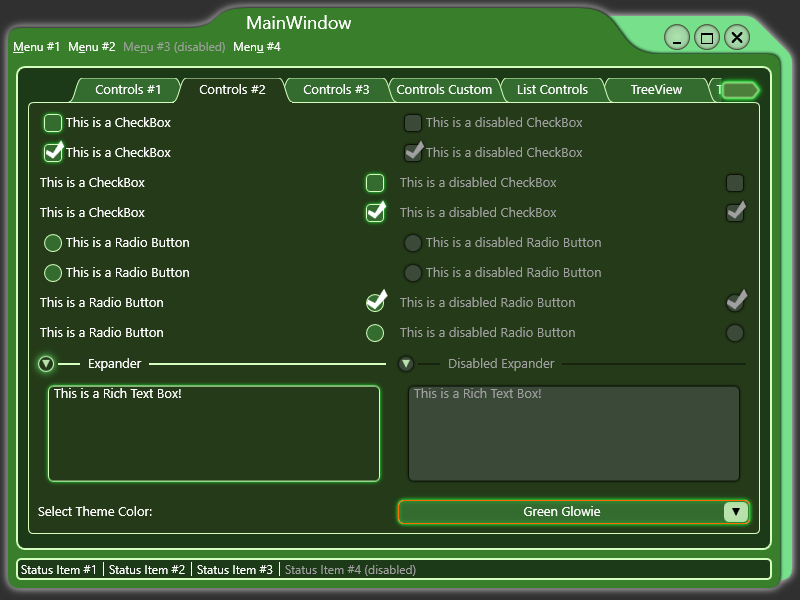 MainWindow
Menu #1 Menu #2 Menu #3 (disabled) Menu #4
Controls #1 Controls #2 Controls #3 Controls Custom List Controls TreeView
This is a CheckBox This is a disabled CheckBox
This is a CheckBox This is a disabled CheckBox
This is a CheckBox This is a disabled CheckBox
This is a CheckBox This is a disabled CheckBox
This is a Radio Button This is a disabled Radio Button
This is a Radio Button This is a disabled Radio Button
This is a Radio Button This is a disabled Radio Button
This is a Radio Button This is a disabled Radio Button
Expander Disabled Expander
This is a Rich Text Box! This is a Rich Text Box!
Select Theme Color: Green Glowie
Status Item #1 Status Item #2 Status Item #3 Status Item #4 (disabled)